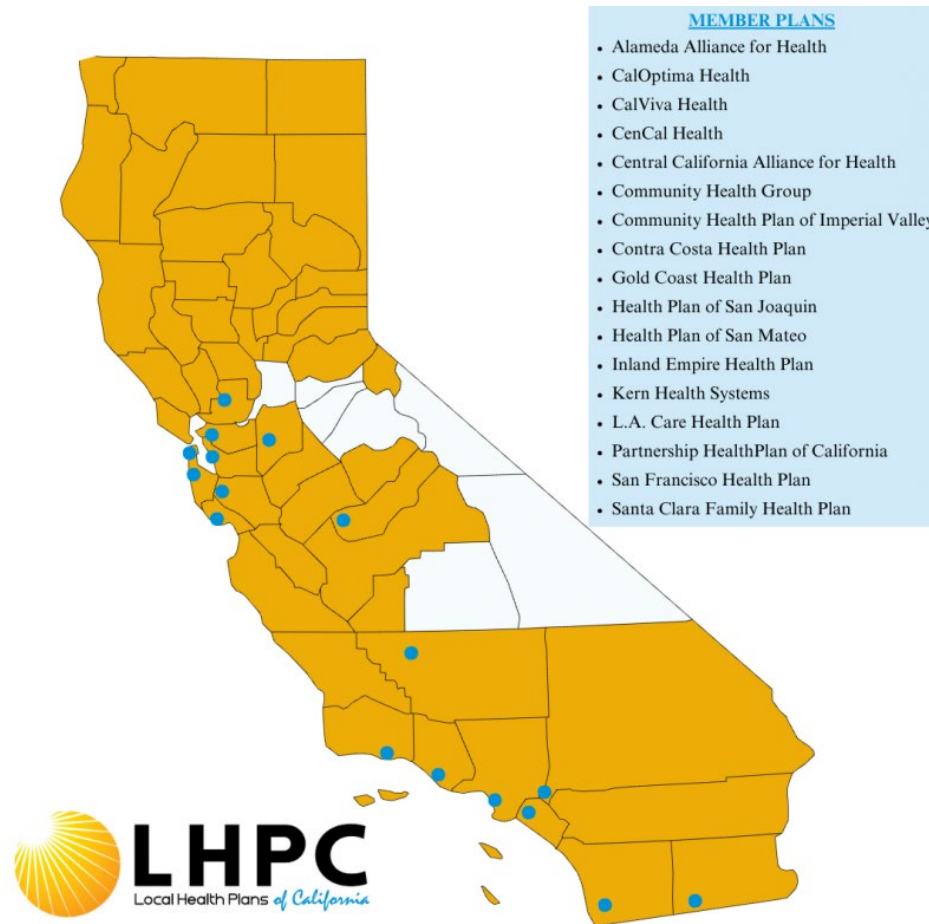 MEMBER PLANS
• Alameda Alliance for Health
• CalOptima Health
• CalViva Health
• CenCal Health
• Central California Alliance for Health
• Community Health Group
• Community Health Plan of Imperial Valley
• Contra Costa Health Plan
• Gold Coast Health Plan
• Health Plan of San Joaquin
• Health Plan of San Mateo
• Inland Empire Health Plan
• Kern Health Systems
• L.A. Care Health Plan
• Partnership HealthPlan of California
• San Francisco Health Plan
• Santa Clara Family Health Plan
LHPC
Local Health Plans of California